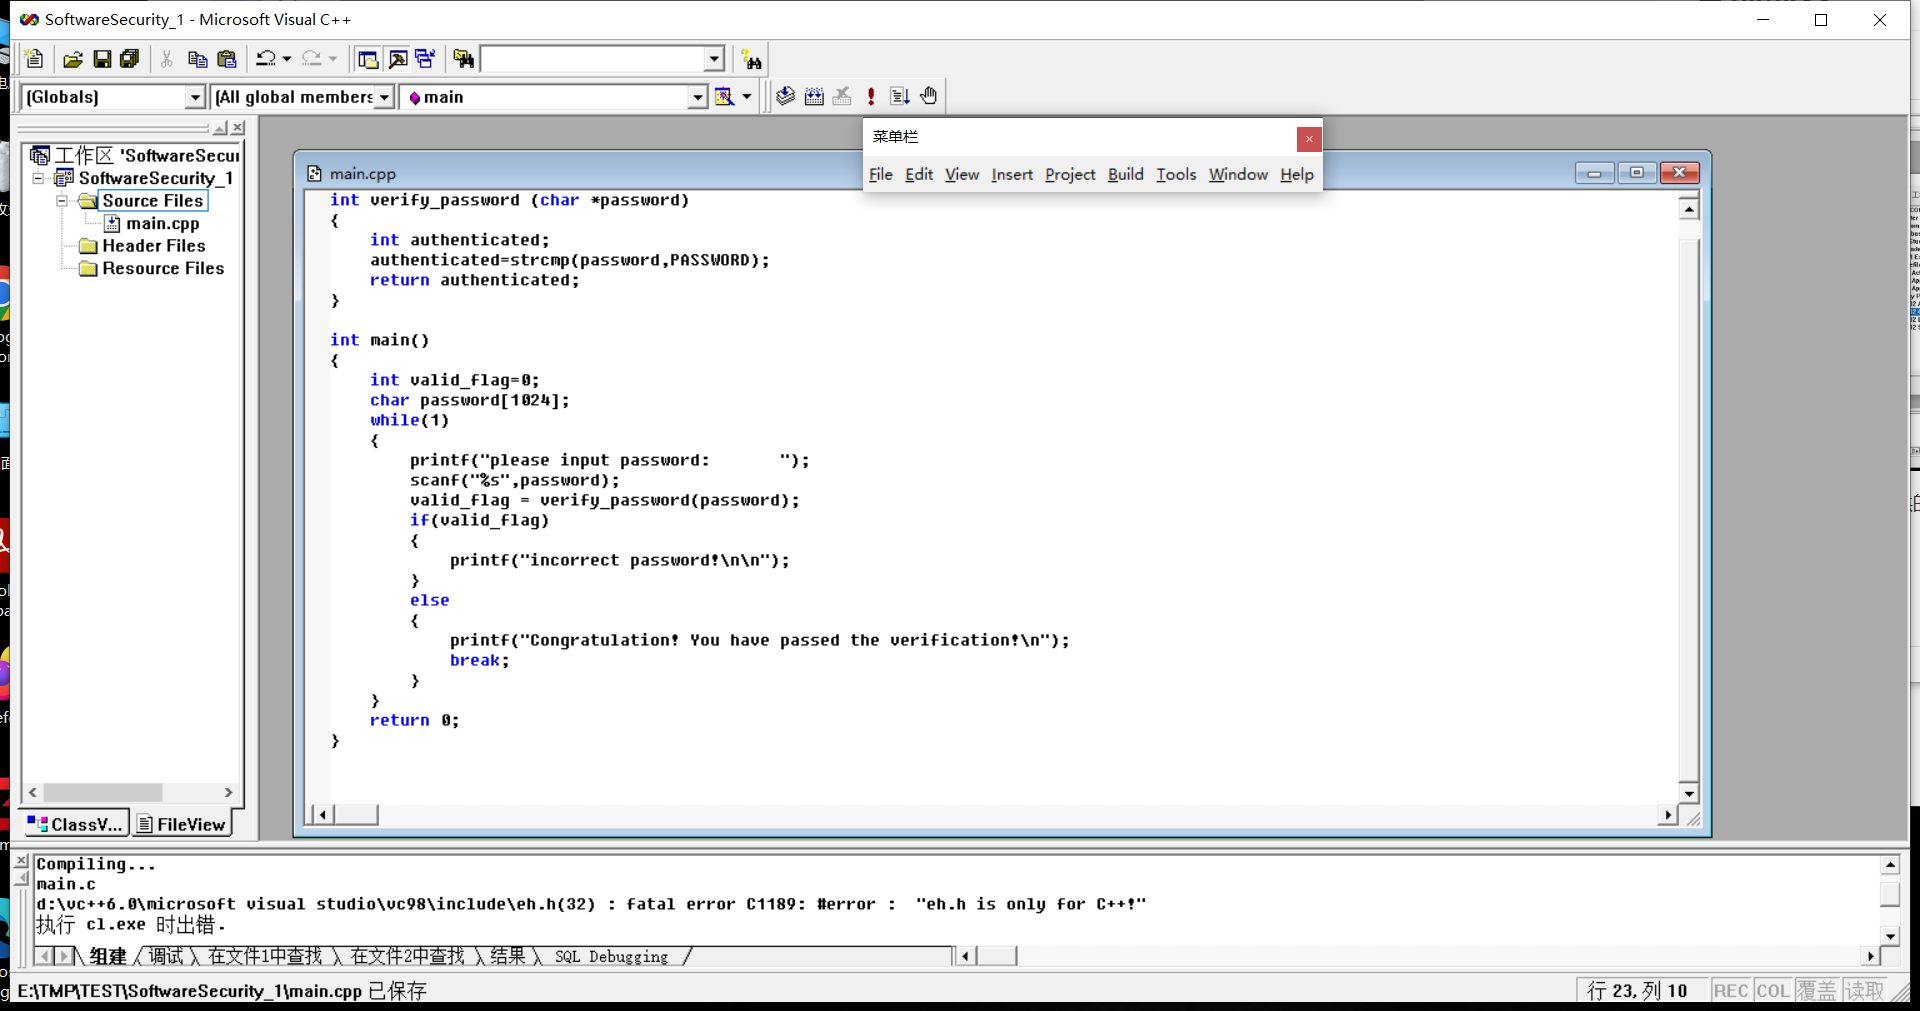 SoftwareSecurity_1 - Microsoft Visual C++
(Globals)
(All global members
main
菜单栏
File Edit View Insert Project Build Tools Window Help
工作区 'SoftwareSecu
SoftwareSecurity_1
Source Files
main.cpp
Header Files
Resource Files
ClassV...
FileView
main.cpp
int verify_password (char *password)
{
    int authenticated;
    authenticated=strcmp(password,PASSWORD);
    return authenticated;
}
int main()
{
    int valid_flag=0;
    char password[1024];
    while(1)
    {
        printf("please input password:       ");
        scanf("%s",password);
        valid_flag = verify_password(password);
        if(valid_flag)
        {
            printf("incorrect password!\n\n");
        }
        else
        {
            printf("Congratulation! You have passed the verification!\n");
            break;
        }
    }
    return 0;
}
Compiling...
main.c
d:\vc++6.0\microsoft visual studio\vc98\include\eh.h(32) : fatal error C1189: #error :  "eh.h is only for C++!"
执行 cl.exe 时出错.
组建 调试 在文件1中查找 在文件2中查找 结果 SQL Debugging
E:\TMP\TEST\SoftwareSecurity_1\main.cpp 已保存
行 23, 列 10
REC COL 覆盖 读取